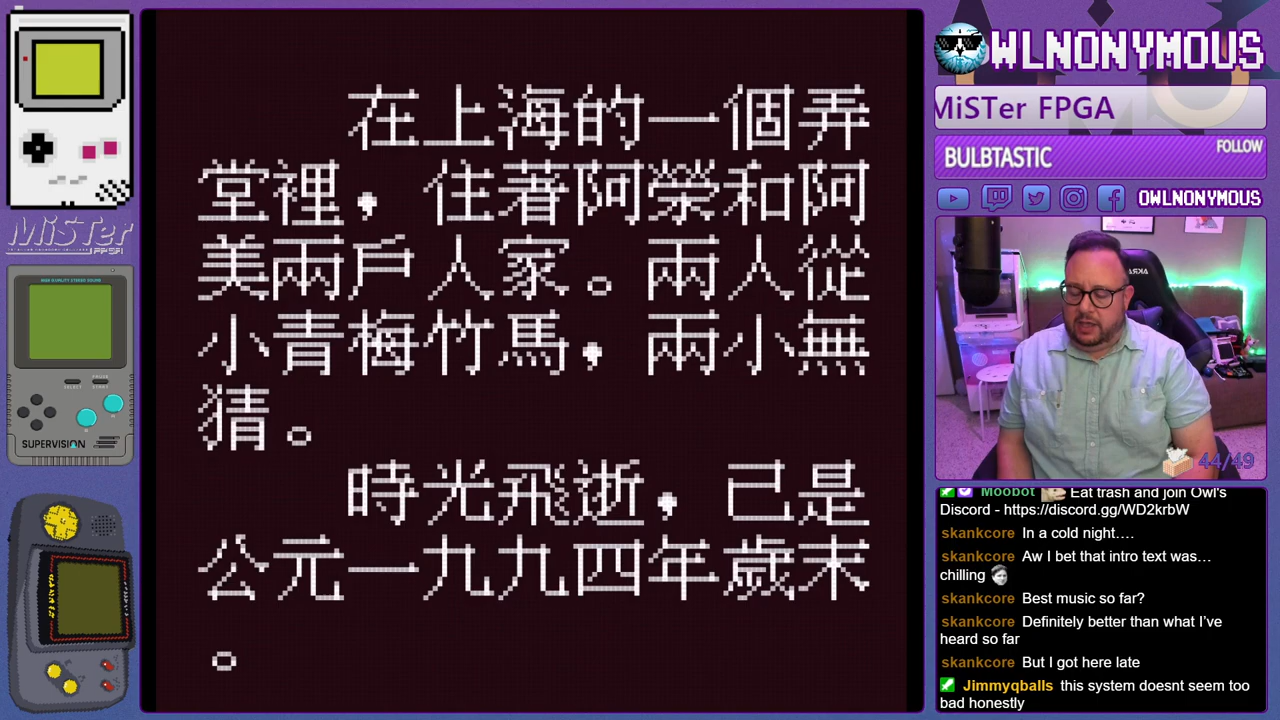 在上海的一個弄
堂裡，住著阿榮和阿
美兩戶人家。兩人從
小青梅竹馬，兩小無
猜。
時光飛逝，已是
公元一九九四年歲末
。
OWLNONYMOUS
MiSTer FPGA
BULBTASTIC
FOLLOW
OWLNONYMOUS
AKRA
44/49
Moobot Eat trash and join Owl's
Discord - https://discord.gg/WD2krbW
skankcore In a cold night….
skankcore Aw I bet that intro text was…
chilling
skankcore Best music so far?
skankcore Definitely better than what I've
heard so far
skankcore But I got here late
Jimmyqballs this system doesnt seem too
bad honestly
MiSTer
FPGA
SELECT
PAUSE
START
SUPERVISION